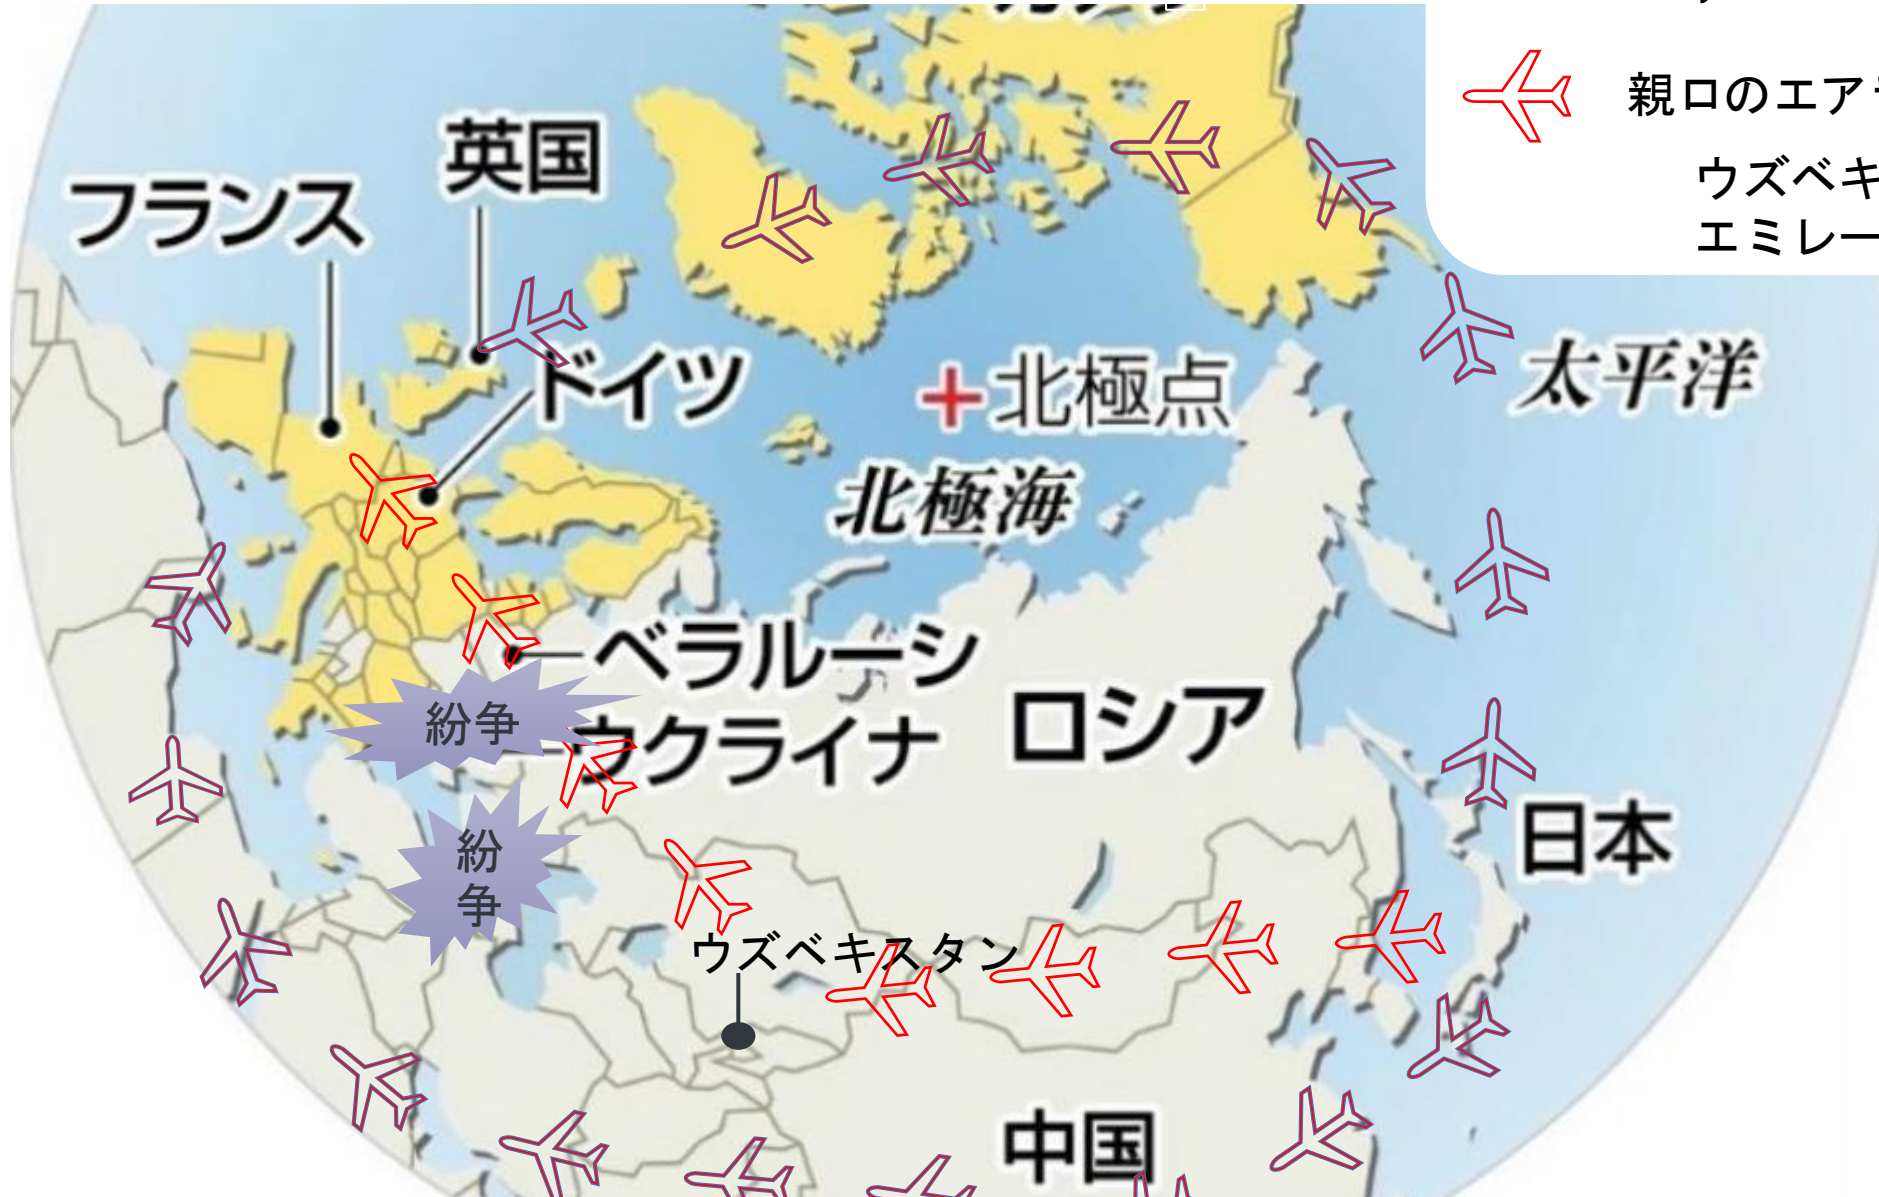 親ロのエア
ウズベキ
エミレー
英国
フランス
ドイツ
北極点
太平洋
北極海
ベラルーシ
紛争
ウクライナ
ロシア
日本
紛
争
ウズベキスタン
中国